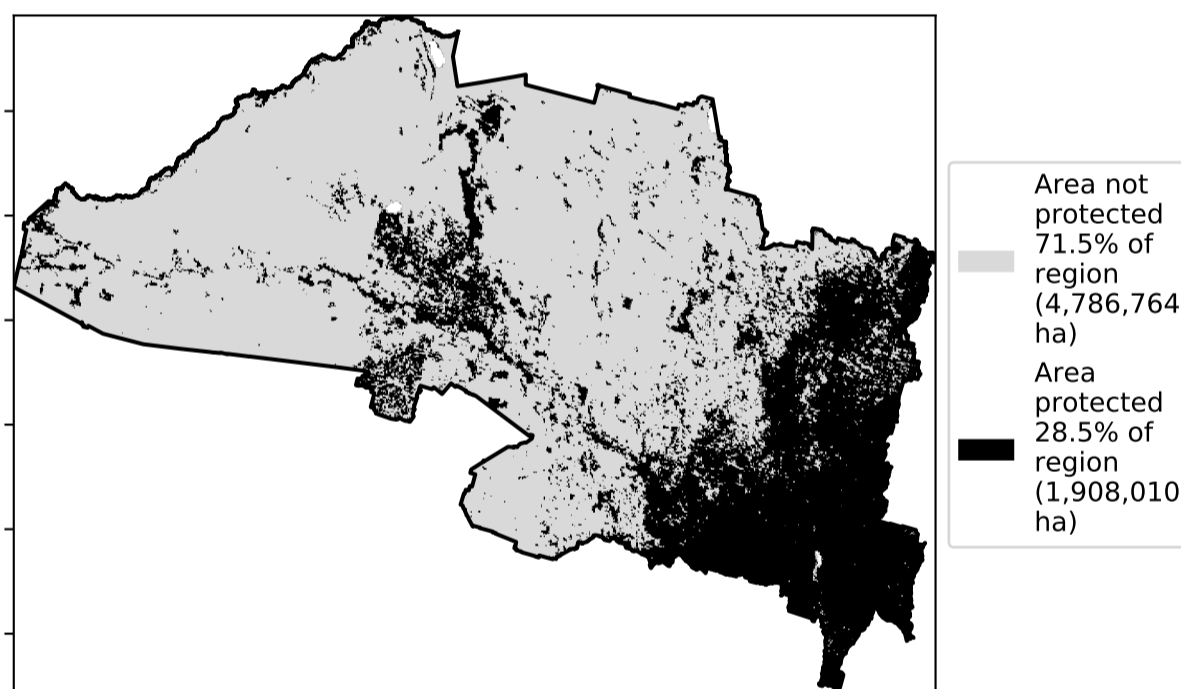 Area not
protected
71.5% of
region
(4,786,764
ha)
Area
protected
28.5% of
region
(1,908,010
ha)